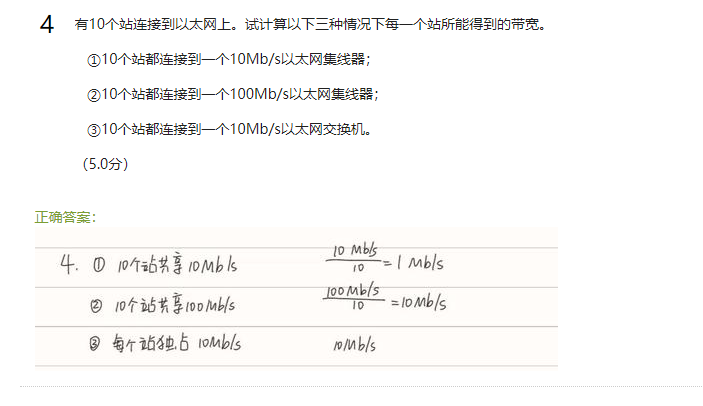 4 有10个站连接到以太网上。试计算以下三种情况下每一个站所能得到的带宽。
①10个站都连接到一个10Mb/s以太网集线器；
②10个站都连接到一个100Mb/s以太网集线器；
③10个站都连接到一个10Mb/s以太网交换机。
（5.0分）
正确答案：
4. ① 10个站共享10Mb/s 10 Mb/s / 10 = 1 Mb/s
② 10个站共享100Mb/s 100Mb/s / 10 = 10Mb/s
③ 每个站独占 10Mb/s 10Mb/s